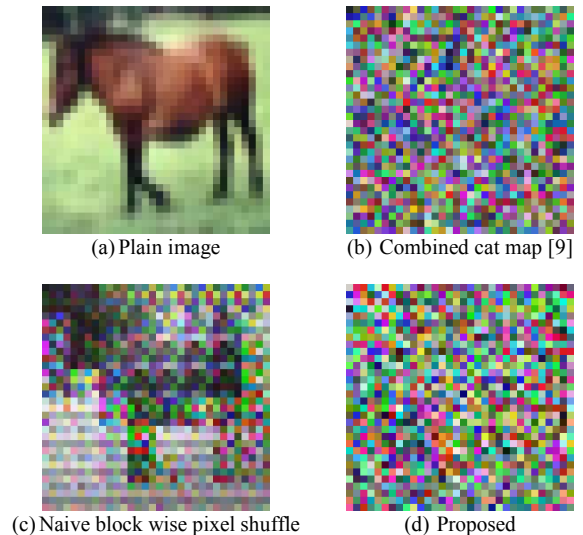 (a) Plain image
(b) Combined cat map [9]
(c) Naive block wise pixel shuffle
(d) Proposed